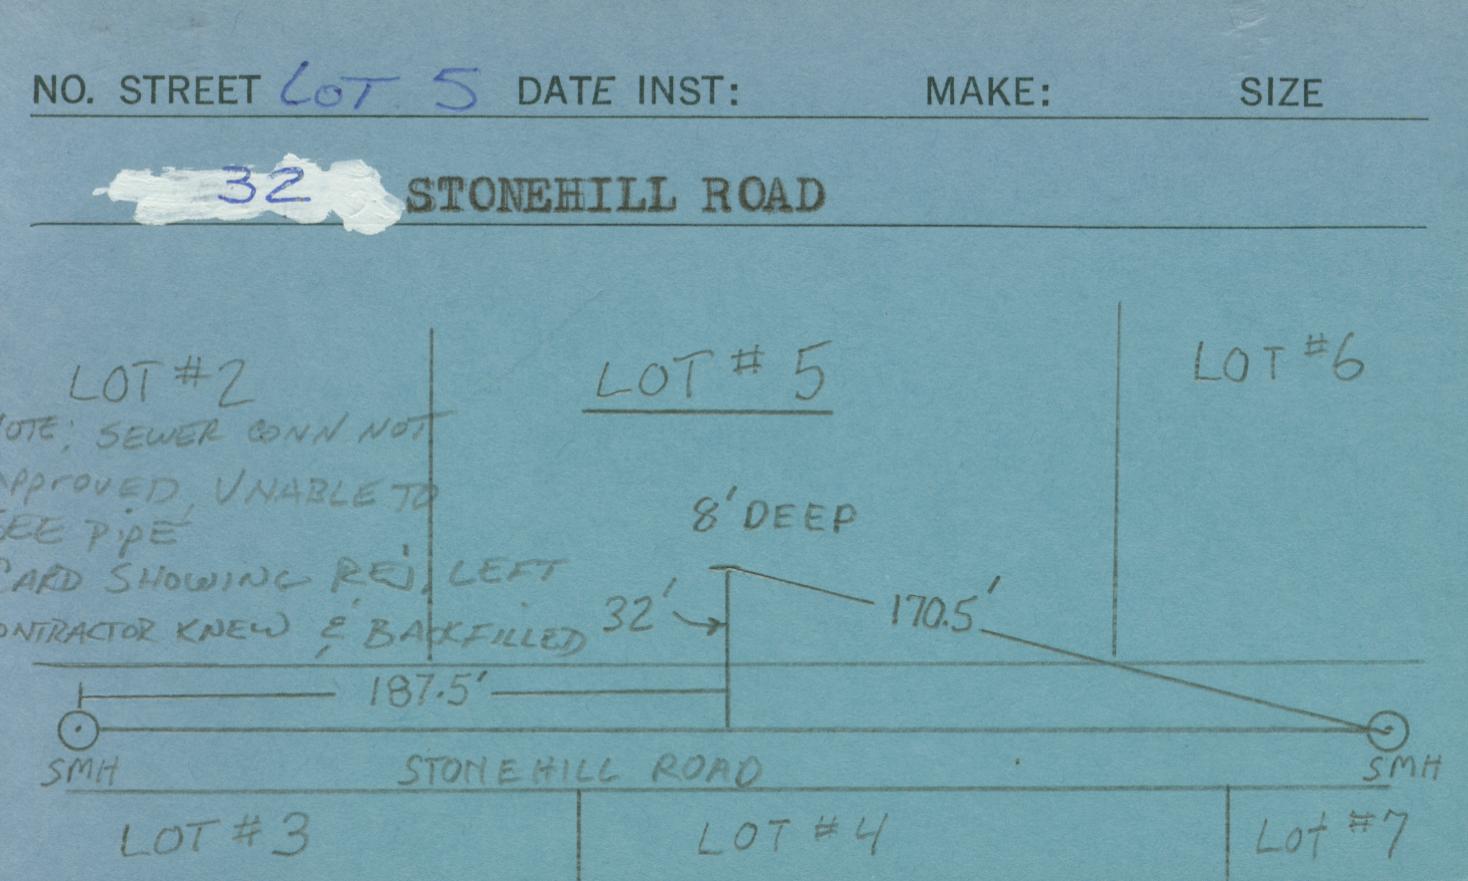 NO. STREET LOT 5 DATE INST: MAKE: SIZE
32 STONEHILL ROAD
LOT #2 LOT # 5 LOT #6
OTE: SEWER CONN NOT
APPROVED, UNABLE TO
SEE PIPE
8' DEEP
CARD SHOWING REJ. LEFT
ONTRACTOR KNEW & BACKFILLED
32' 170.5'
187.5'
SMH STONEHILL ROAD SMH
LOT #3 LOT #4 LOT #7